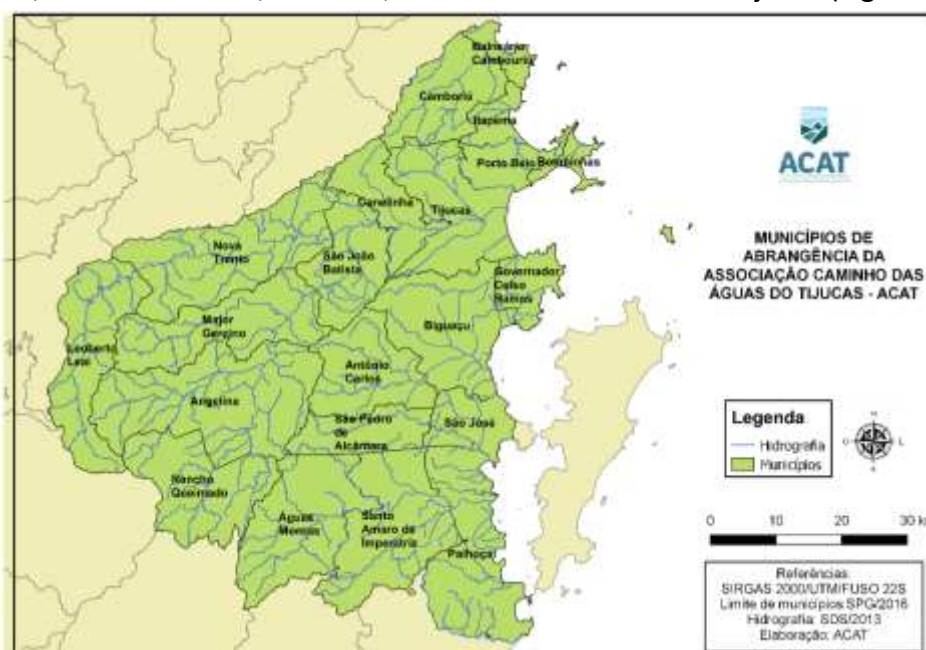 Balneário
Camboriú
Camboriú
Itapema
Porto Belo
Bombinhas
Canelinha
Tijucas
Nova
Trento
São João
Batista
Governador
Celso
Ramos
Major
Gercino
Biguaçu
Leoberto
Leal
Antônio
Carlos
Angelina
São Pedro
de
Alcântara
São José
Rancho
Queimado
Águas
Mornas
Santo
Amaro da
Imperatriz
Palhoça
ACAT
MUNICÍPIOS DE
ABRANGÊNCIA DA
ASSOCIAÇÃO CAMINHO DAS
ÁGUAS DO TIJUCAS - ACAT
Legenda
Hidrografia
Municípios
0 10 20 30
Referências
SIRGAS 2000/UTM/FUSO 22S
Limite de municípios SPG/2016
Hidrografia: SDS/2013
Elaboração: ACAT